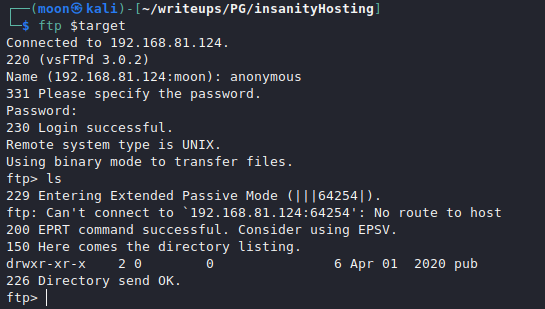 ┌──(moon㉿kali)-[~/writeups/PG/insanityHosting]
└─$ ftp $target
Connected to 192.168.81.124.
220 (vsFTPd 3.0.2)
Name (192.168.81.124:moon): anonymous
331 Please specify the password.
Password:
230 Login successful.
Remote system type is UNIX.
Using binary mode to transfer files.
ftp> ls
229 Entering Extended Passive Mode (|||64254|).
ftp: Can't connect to `192.168.81.124:64254': No route to host
200 EPRT command successful. Consider using EPSV.
150 Here comes the directory listing.
drwxr-xr-x    2 0        0               6 Apr 01  2020 pub
226 Directory send OK.
ftp>